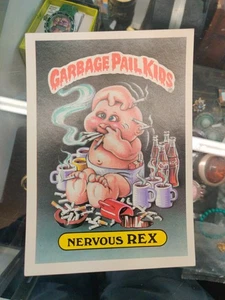 GARBAGE PAIL KIDS
NERVOUS REX